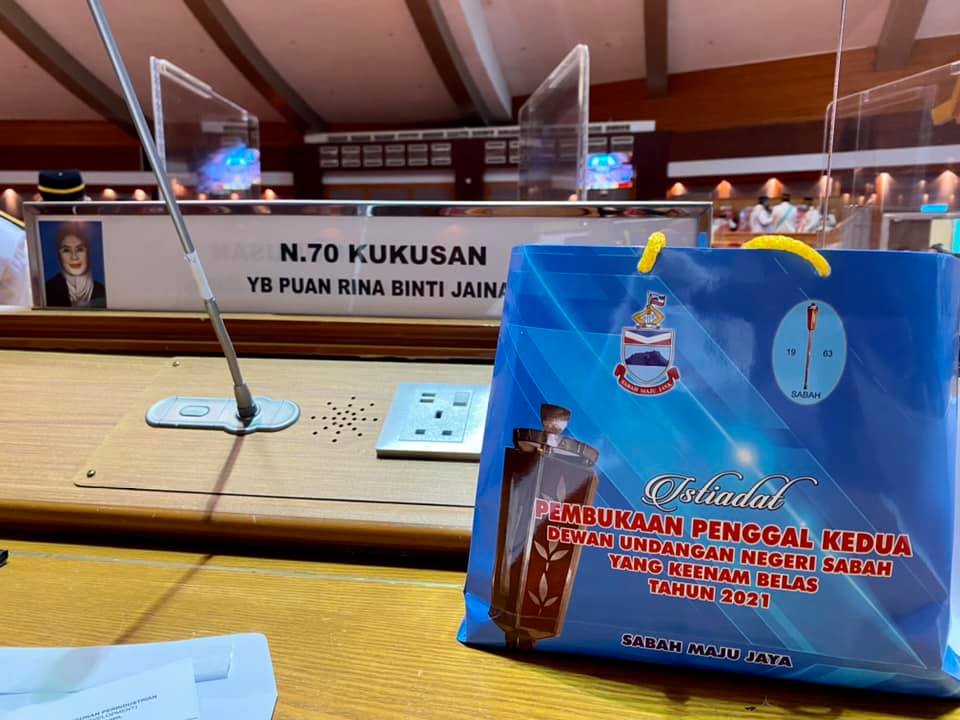 N.70 KUKUSAN
YB PUAN RINA BINTI JAINA
SABAH MAJU JAYA
19 63
SABAH
Istiadat
PEMBUKAAN PENGGAL KEDUA
DEWAN UNDANGAN NEGERI SABAH
YANG KEENAM BELAS
TAHUN 2021
SABAH MAJU JAYA
PERINDUSTRIAN